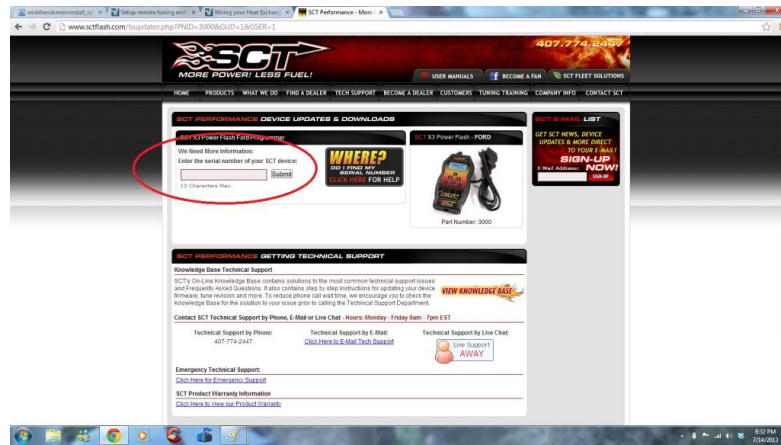 widebandsensorinstall_zp
Setup remote tuning and
Wiring your Heat Exchan
SCT Performance - More I
www.sctflash.com/tsupdates.php?PNID=3000&GUD=1&GSER=1
SCT
MORE POWER! LESS FUEL!
407.774.2447
USER MANUALS
BECOME A FAN
SCT FLEET SOLUTIONS
HOME PRODUCTS WHAT WE DO FIND A DEALER TECH SUPPORT BECOME A DEALER CUSTOMERS TUNING TRAINING COMPANY INFO CONTACT SCT
SCT PERFORMANCE DEVICE UPDATES & DOWNLOADS
SCT X3 Power Flash Ford Programmer
We Need More Information:
Enter the serial number of your SCT device:
Submit
13 Characters Max
WHERE?
DO I FIND MY
SERIAL NUMBER
CLICK HERE FOR HELP
SCT X3 Power Flash - FORD
Part Number: 3000
SCT E-MAIL LIST
GET SCT NEWS, DEVICE
UPDATES & MORE DIRECT
TO YOUR E-MAIL!
SIGN-UP
E-Mail Address: NOW!
SIGN-UP
SCT PERFORMANCE GETTING TECHNICAL SUPPORT
Knowledge Base Technical Support
SCT's On-Line Knowledge Base contains solutions to the most common technical support issues
and Frequently Asked Questions. It also contains step by step instructions for updating your device
firmware, tune revision and more. To reduce phone call wait time, we encourage you to check the
Knowledge Base for the solution to your issue prior to calling the Technical Support Department.
VIEW KNOWLEDGE BASE
Contact SCT Technical Support by Phone, E-Mail or Live Chat - Hours: Monday - Friday 9am - 7pm EST
Technical Support by Phone:
407-774-2447
Technical Support by E-Mail:
Click Here to E-Mail Tech Support
Technical Support by Live Chat:
Live Support
AWAY
Emergency Technical Support:
Click Here for Emergency Support
SCT Product Warranty Information
Click Here to View our Product Warranty
8:32 PM
7/14/2013